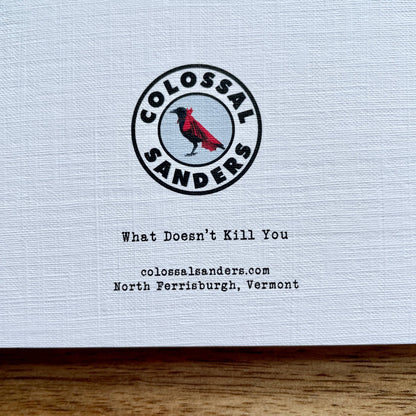 COLOSSAL
SANDERS
What Doesn't Kill You
colossalsanders.com
North Ferrisburgh, Vermont